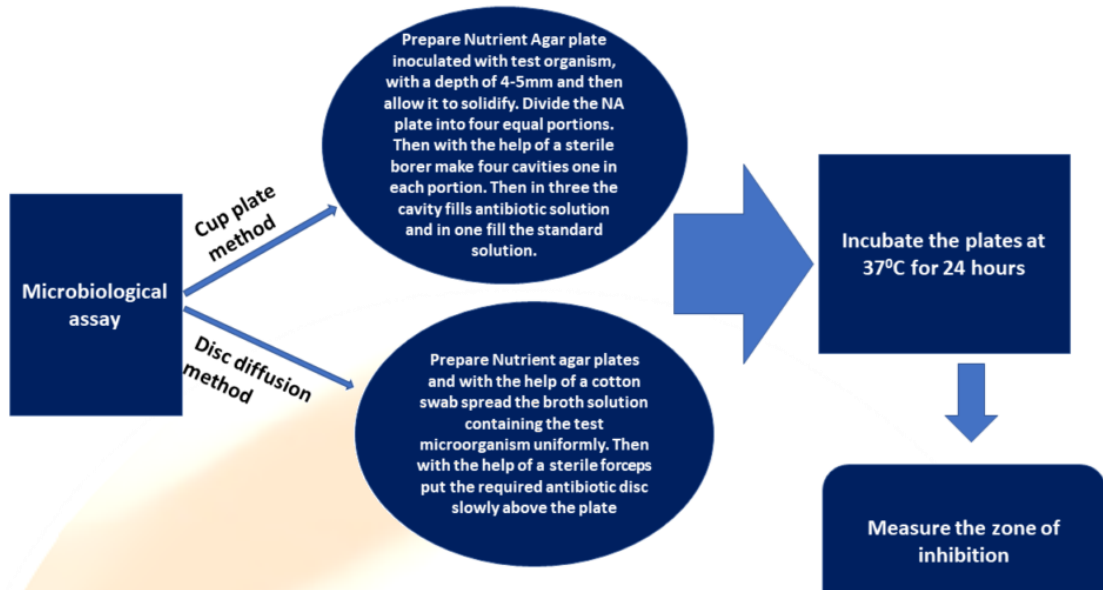 Microbiological
assay
Cup plate
method
Prepare Nutrient Agar plate
inoculated with test organism,
with a depth of 4-5mm and then
allow it to solidify. Divide the NA
plate into four equal portions.
Then with the help of a sterile
borer make four cavities one in
each portion. Then in three the
cavity fills antibiotic solution
and in one fill the standard
solution.
Disc diffusion
method
Prepare Nutrient agar plates
and with the help of a cotton
swab spread the broth solution
containing the test
microorganism uniformly. Then
with the help of a sterile forceps
put the required antibiotic disc
slowly above the plate
Incubate the plates at
37⁰C for 24 hours
Measure the zone of
inhibition